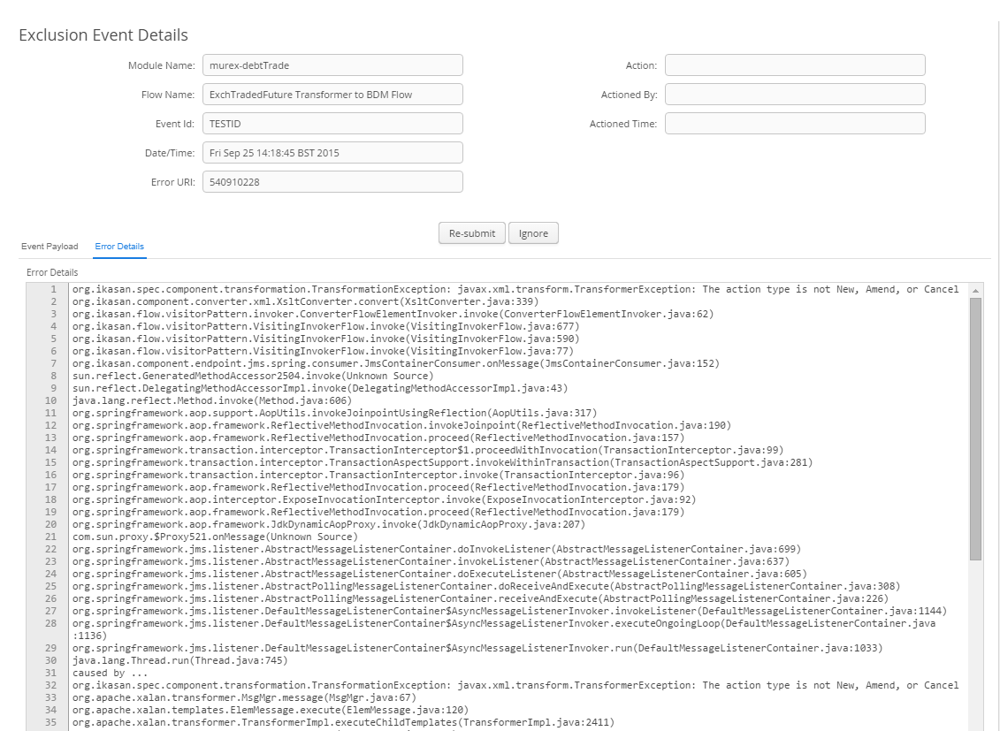 Exclusion Event Details
Module Name: murex-debtTrade
Action:
Flow Name: ExchTradedFuture Transformer to BDM Flow
Actioned By:
Event Id: TESTID
Actioned Time:
Date/Time: Fri Sep 25 14:18:45 BST 2015
Error URI: 540910228
Re-submit Ignore
Event Payload Error Details
Error Details
1 org.ikasan.spec.component.transformation.TransformationException: javax.xml.transform.TransformerException: The action type is not New, Amend, or Cancel
2 org.ikasan.component.converter.xml.XsltConverter.convert(XsltConverter.java:339)
3 org.ikasan.flow.visitorPattern.invoker.ConverterFlowElementInvoker.invoke(ConverterFlowElementInvoker.java:62)
4 org.ikasan.flow.visitorPattern.VisitingInvokerFlow.invoke(VisitingInvokerFlow.java:677)
5 org.ikasan.flow.visitorPattern.VisitingInvokerFlow.invoke(VisitingInvokerFlow.java:590)
6 org.ikasan.flow.visitorPattern.VisitingInvokerFlow.invoke(VisitingInvokerFlow.java:77)
7 org.ikasan.component.endpoint.jms.spring.consumer.JmsContainerConsumer.onMessage(JmsContainerConsumer.java:152)
8 sun.reflect.GeneratedMethodAccessor2504.invoke(Unknown Source)
9 sun.reflect.DelegatingMethodAccessorImpl.invoke(DelegatingMethodAccessorImpl.java:43)
10 java.lang.reflect.Method.invoke(Method.java:606)
11 org.springframework.aop.support.AopUtils.invokeJoinpointUsingReflection(AopUtils.java:317)
12 org.springframework.aop.framework.ReflectiveMethodInvocation.invokeJoinpoint(ReflectiveMethodInvocation.java:190)
13 org.springframework.aop.framework.ReflectiveMethodInvocation.proceed(ReflectiveMethodInvocation.java:157)
14 org.springframework.transaction.interceptor.TransactionInterceptor$1.proceedWithInvocation(TransactionInterceptor.java:99)
15 org.springframework.transaction.interceptor.TransactionAspectSupport.invokeWithinTransaction(TransactionAspectSupport.java:281)
16 org.springframework.transaction.interceptor.TransactionInterceptor.invoke(TransactionInterceptor.java:96)
17 org.springframework.aop.framework.ReflectiveMethodInvocation.proceed(ReflectiveMethodInvocation.java:179)
18 org.springframework.aop.interceptor.ExposeInvocationInterceptor.invoke(ExposeInvocationInterceptor.java:92)
19 org.springframework.aop.framework.ReflectiveMethodInvocation.proceed(ReflectiveMethodInvocation.java:179)
20 org.springframework.aop.framework.JdkDynamicAopProxy.invoke(JdkDynamicAopProxy.java:207)
21 com.sun.proxy.$Proxy521.onMessage(Unknown Source)
22 org.springframework.jms.listener.AbstractMessageListenerContainer.doInvokeListener(AbstractMessageListenerContainer.java:699)
23 org.springframework.jms.listener.AbstractMessageListenerContainer.invokeListener(AbstractMessageListenerContainer.java:637)
24 org.springframework.jms.listener.AbstractMessageListenerContainer.doExecuteListener(AbstractMessageListenerContainer.java:605)
25 org.springframework.jms.listener.AbstractPollingMessageListenerContainer.doReceiveAndExecute(AbstractPollingMessageListenerContainer.java:308)
26 org.springframework.jms.listener.AbstractPollingMessageListenerContainer.receiveAndExecute(AbstractPollingMessageListenerContainer.java:226)
27 org.springframework.jms.listener.DefaultMessageListenerContainer$AsyncMessageListenerInvoker.invokeListener(DefaultMessageListenerContainer.java:1144)
28 org.springframework.jms.listener.DefaultMessageListenerContainer$AsyncMessageListenerInvoker.executeOngoingLoop(DefaultMessageListenerContainer.java
:1136)
29 org.springframework.jms.listener.DefaultMessageListenerContainer$AsyncMessageListenerInvoker.run(DefaultMessageListenerContainer.java:1033)
30 java.lang.Thread.run(Thread.java:745)
31 caused by ...
32 org.ikasan.spec.component.transformation.TransformationException: javax.xml.transform.TransformerException: The action type is not New, Amend, or Cancel
33 org.apache.xalan.transformer.MsgMgr.message(MsgMgr.java:67)
34 org.apache.xalan.templates.ElemMessage.execute(ElemMessage.java:120)
35 org.apache.xalan.transformer.TransformerImpl.executeChildTemplates(TransformerImpl.java:2411)